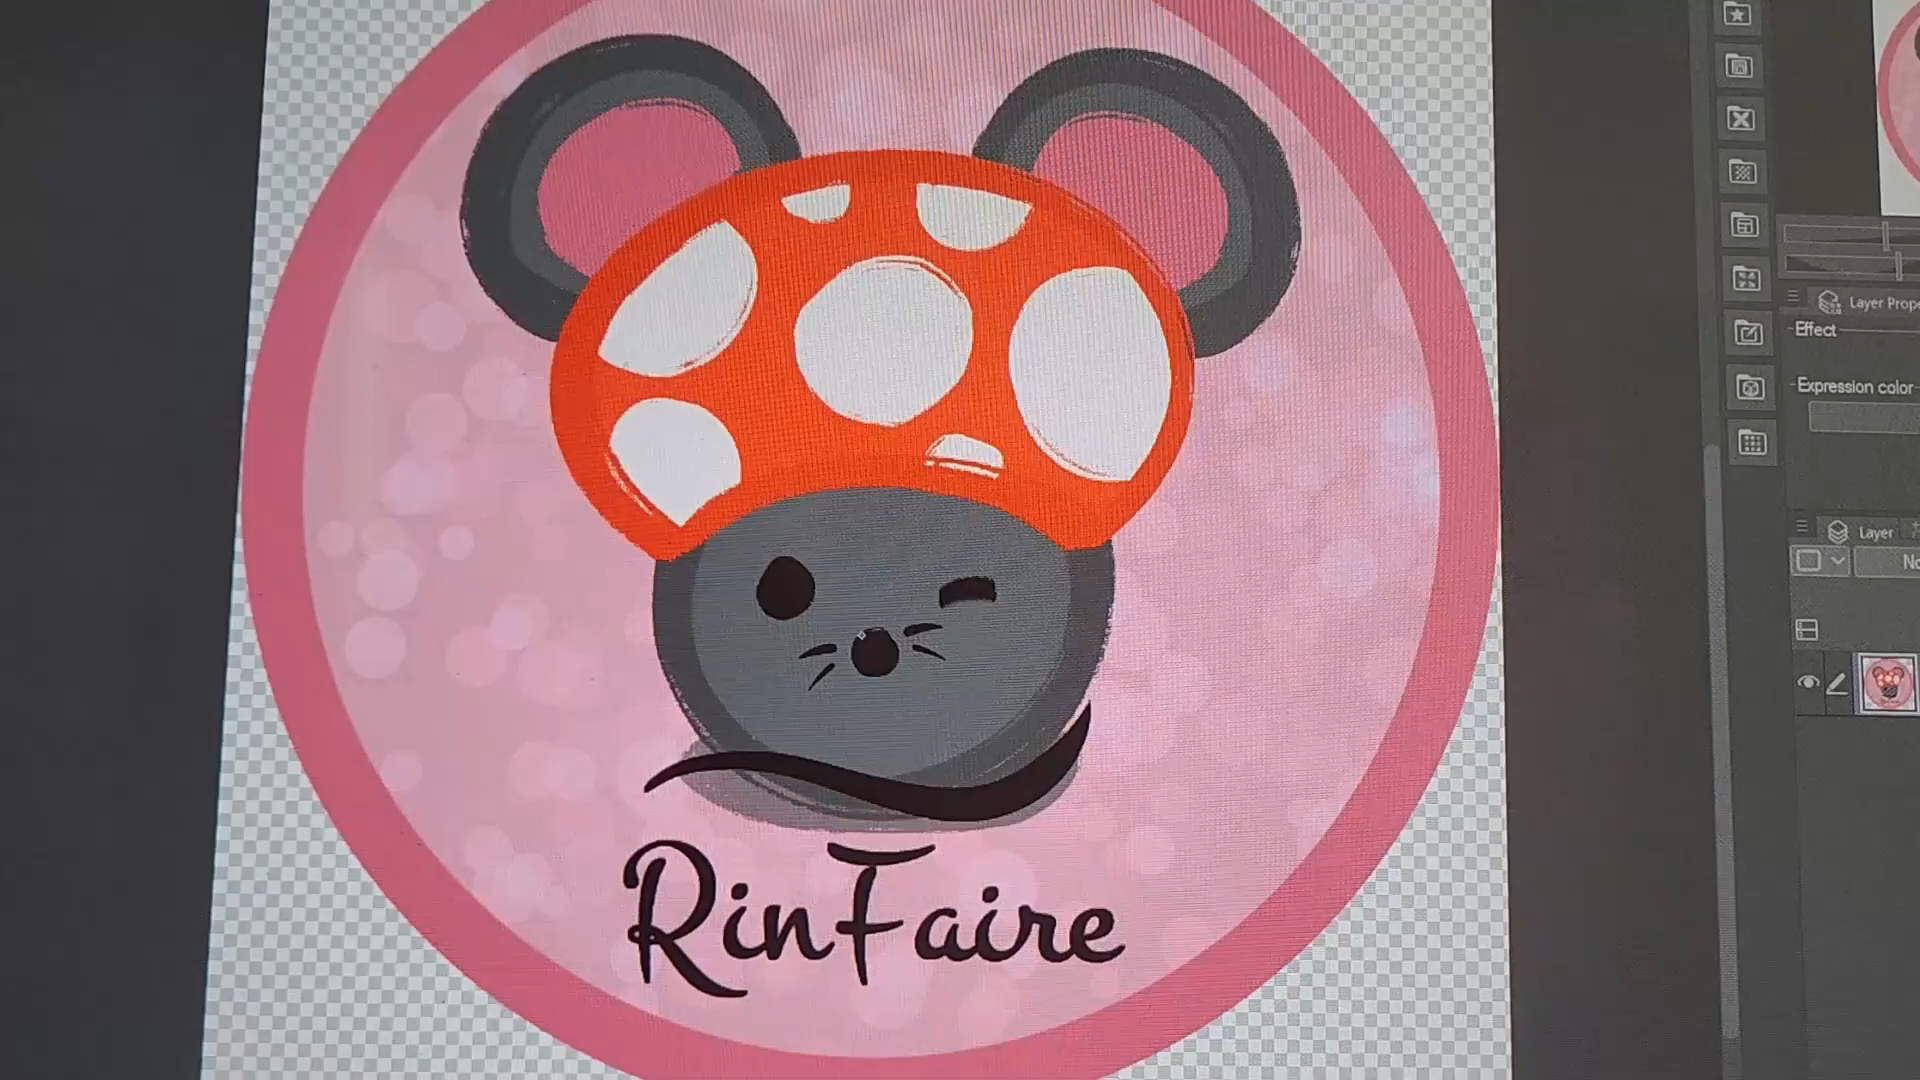 Layer Prope
Effect
Expression color
Layer
No
RinFaire